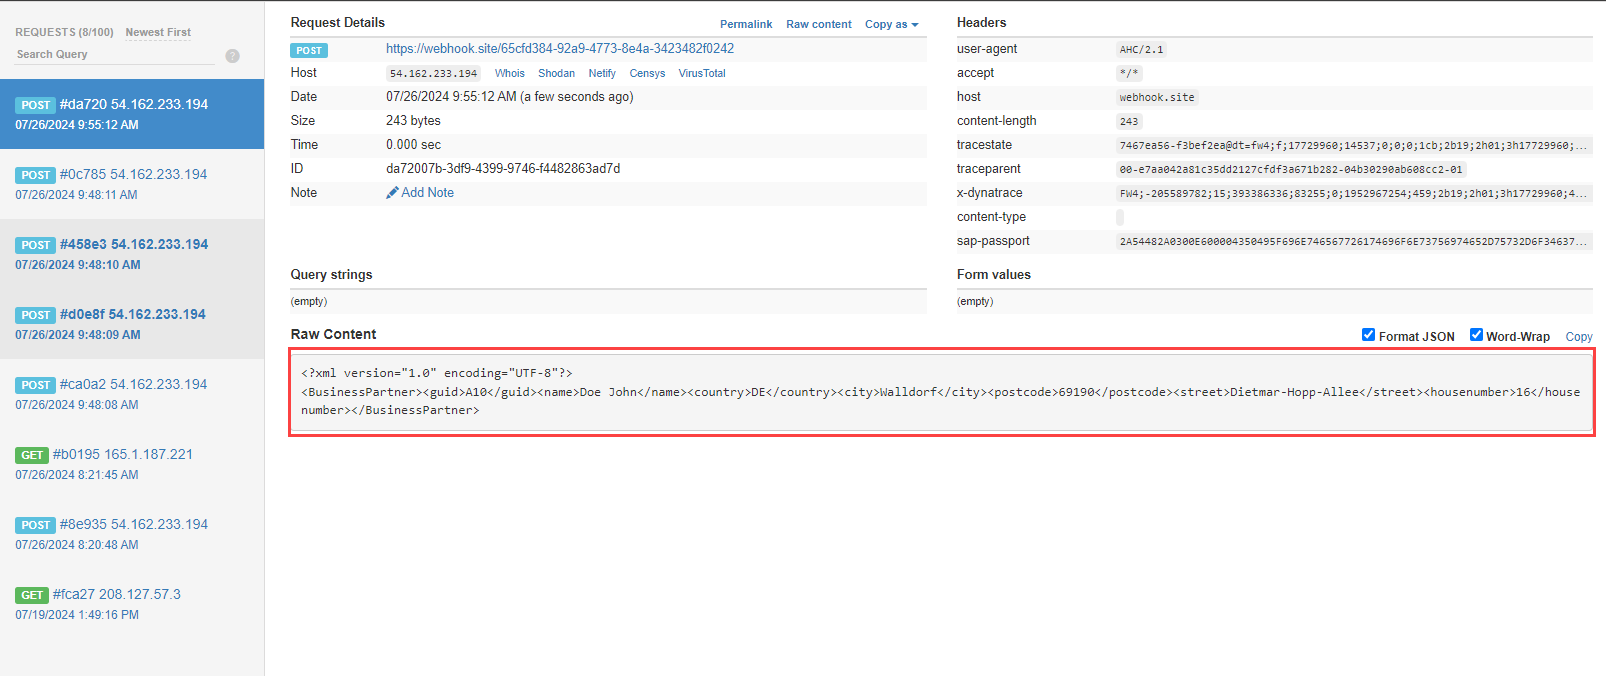 REQUESTS (8/100) Newest First
Search Query ?
POST #da720 54.162.233.194
07/26/2024 9:55:12 AM
POST #0c785 54.162.233.194
07/26/2024 9:48:11 AM
POST #458e3 54.162.233.194
07/26/2024 9:48:10 AM
POST #d0e8f 54.162.233.194
07/26/2024 9:48:09 AM
POST #ca0a2 54.162.233.194
07/26/2024 9:48:08 AM
GET #b0195 165.1.187.221
07/26/2024 8:21:45 AM
POST #8e935 54.162.233.194
07/26/2024 8:20:48 AM
GET #fca27 208.127.57.3
07/19/2024 1:49:16 PM
Request Details Permalink Raw content Copy as
POST https://webhook.site/65cfd384-92a9-4773-8e4a-3423482f0242
Host 54.162.233.194 Whois Shodan Netify Censys VirusTotal
Date 07/26/2024 9:55:12 AM (a few seconds ago)
Size 243 bytes
Time 0.000 sec
ID da72007b-3df9-4399-9746-f4482863ad7d
Note Add Note
Headers
user-agent AHC/2.1
accept */*
host webhook.site
content-length 243
tracestate 7467ea56-f3bef2ea@dt=fw4;f;17729960;14537;0;0;0;1cb;2b19;2h01;3h17729960;...
traceparent 00-e7aa042a81c35dd2127cfdf3a671b282-04b30290ab608cc2-01
x-dynatrace FW4;-205589782;15;393386336;83255;0;1952967254;459;2b19;2h01;3h17729960;4...
content-type
sap-passport 2A54482A0300E600004350495F696E746567726174696F6E73756974652D75732D6F34637...
Query strings
(empty)
Form values
(empty)
Raw Content Format JSON Word-Wrap Copy
<?xml version="1.0" encoding="UTF-8"?>
<BusinessPartner><guid>A10</guid><name>Doe John</name><country>DE</country><city>Walldorf</city><postcode>69190</postcode><street>Dietmar-Hopp-Allee</street><housenumber>16</house
number></BusinessPartner>